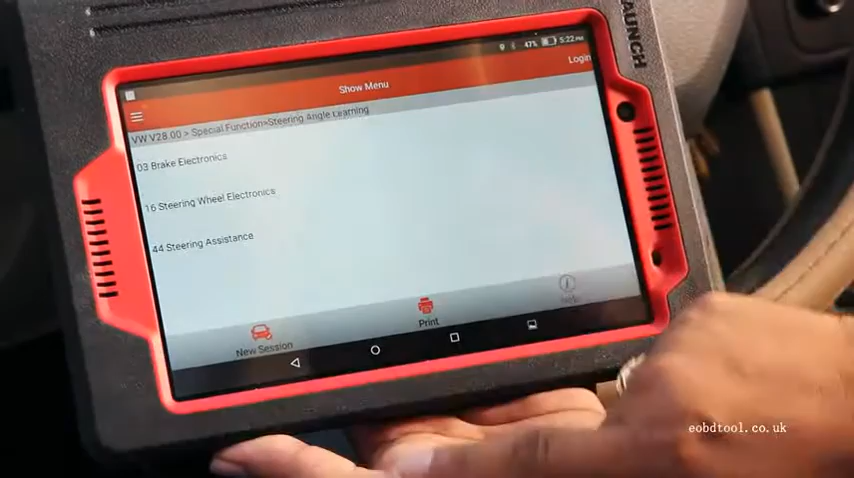 LAUNCH
47% 5:22 PM
Show Menu
Login
VW V28.00 > Special Function>Steering Angle Learning
03 Brake Electronics
16 Steering Wheel Electronics
44 Steering Assistance
New Session
Print
Help
eobdtool.co.uk